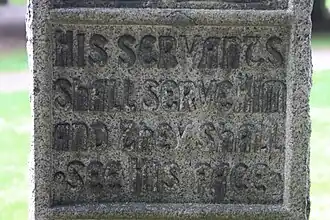 HIS SERVANTS
SHALL SERVE HIM
AND THEY SHALL
·SEE HIS FACE·